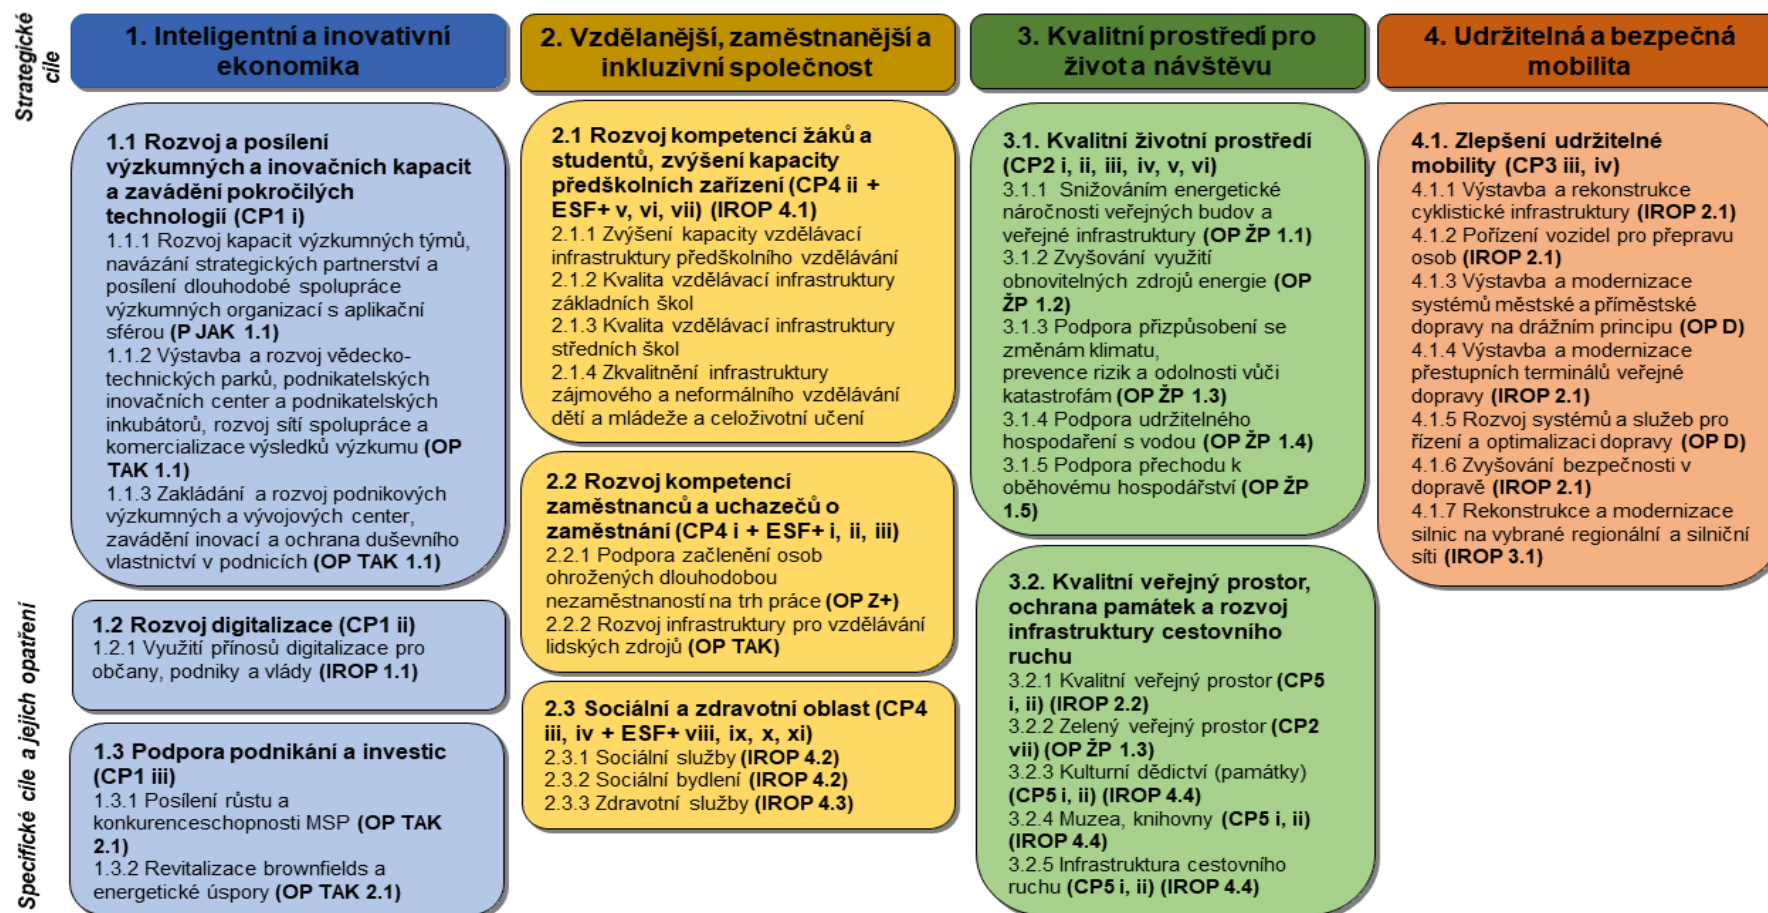 Strategické
cíle
1. Inteligentní a inovativní
ekonomika
2. Vzdělanější, zaměstnanější a
inkluzivní společnost
3. Kvalitní prostředí pro
život a návštěvu
4. Udržitelná a bezpečná
mobilita
Specifické cíle a jejich opatření
1.1 Rozvoj a posílení
výzkumných a inovačních kapacit
a zavádění pokročilých
technologií (CP1 i)
1.1.1 Rozvoj kapacit výzkumných týmů,
navázání strategických partnerství a
posílení dlouhodobé spolupráce
výzkumných organizací s aplikační
sférou (P JAK 1.1)
1.1.2 Výstavba a rozvoj vědecko-
technických parků, podnikatelských
inovačních center a podnikatelských
inkubátorů, rozvoj sítí spolupráce a
komercializace výsledků výzkumu (OP
TAK 1.1)
1.1.3 Zakládání a rozvoj podnikových
výzkumných a vývojových center,
zavádění inovací a ochrana duševního
vlastnictví v podnicích (OP TAK 1.1)
1.2 Rozvoj digitalizace (CP1 ii)
1.2.1 Využití přínosů digitalizace pro
občany, podniky a vlády (IROP 1.1)
1.3 Podpora podnikání a investic
(CP1 iii)
1.3.1 Posílení růstu a
konkurenceschopnosti MSP (OP TAK
2.1)
1.3.2 Revitalizace brownfields a
energetické úspory (OP TAK 2.1)
2.1 Rozvoj kompetencí žáků a
studentů, zvýšení kapacity
předškolních zařízení (CP4 ii +
ESF+ v, vi, vii) (IROP 4.1)
2.1.1 Zvýšení kapacity vzdělávací
infrastruktury předškolního vzdělávání
2.1.2 Kvalita vzdělávací infrastruktury
základních škol
2.1.3 Kvalita vzdělávací infrastruktury
středních škol
2.1.4 Zkvalitnění infrastruktury
zájmového a neformálního vzdělávání
dětí a mládeže a celoživotní učení
2.2 Rozvoj kompetencí
zaměstnanců a uchazečů o
zaměstnání (CP4 i + ESF+ i, ii, iii)
2.2.1 Podpora začlenění osob
ohrožených dlouhodobou
nezaměstnaností na trh práce (OP Z+)
2.2.2 Rozvoj infrastruktury pro vzdělávání
lidských zdrojů (OP TAK)
2.3 Sociální a zdravotní oblast (CP4
iii, iv + ESF+ viii, ix, x, xi)
2.3.1 Sociální služby (IROP 4.2)
2.3.2 Sociální bydlení (IROP 4.2)
2.3.3 Zdravotní služby (IROP 4.3)
3.1. Kvalitní životní prostředí
(CP2 i, ii, iii, iv, v, vi)
3.1.1 Snižováním energetické
náročnosti veřejných budov a
veřejné infrastruktury (OP ŽP 1.1)
3.1.2 Zvyšování využití
obnovitelných zdrojů energie (OP
ŽP 1.2)
3.1.3 Podpora přizpůsobení se
změnám klimatu,
prevence rizik a odolnosti vůči
katastrofám (OP ŽP 1.3)
3.1.4 Podpora udržitelného
hospodaření s vodou (OP ŽP 1.4)
3.1.5 Podpora přechodu k
oběhovému hospodářství (OP ŽP
1.5)
3.2. Kvalitní veřejný prostor,
ochrana památek a rozvoj
infrastruktury cestovního
ruchu
3.2.1 Kvalitní veřejný prostor (CP5
i, ii) (IROP 2.2)
3.2.2 Zelený veřejný prostor (CP2
vii) (OP ŽP 1.3)
3.2.3 Kulturní dědictví (památky)
(CP5 i, ii) (IROP 4.4)
3.2.4 Muzea, knihovny (CP5 i, ii)
(IROP 4.4)
3.2.5 Infrastruktura cestovního
ruchu (CP5 i, ii) (IROP 4.4)
4.1. Zlepšení udržitelné
mobility (CP3 iii, iv)
4.1.1 Výstavba a rekonstrukce
cyklistické infrastruktury (IROP 2.1)
4.1.2 Pořízení vozidel pro přepravu
osob (IROP 2.1)
4.1.3 Výstavba a modernizace
systémů městské a příměstské
dopravy na drážním principu (OP D)
4.1.4 Výstavba a modernizace
přestupních terminálů veřejné
dopravy (IROP 2.1)
4.1.5 Rozvoj systémů a služeb pro
řízení a optimalizaci dopravy (OP D)
4.1.6 Zvyšování bezpečnosti v
dopravě (IROP 2.1)
4.1.7 Rekonstrukce a modernizace
silnic na vybrané regionální a silniční
síti (IROP 3.1)